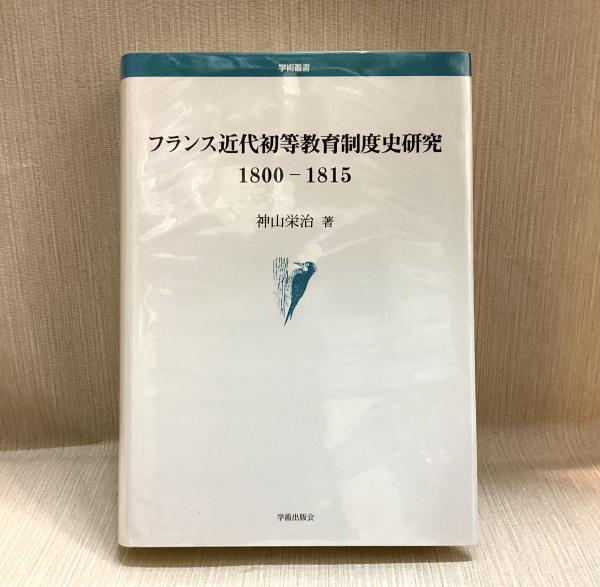 学術叢書
フランス近代初等教育制度史研究
1800－1815
神山栄治 著
学術出版会